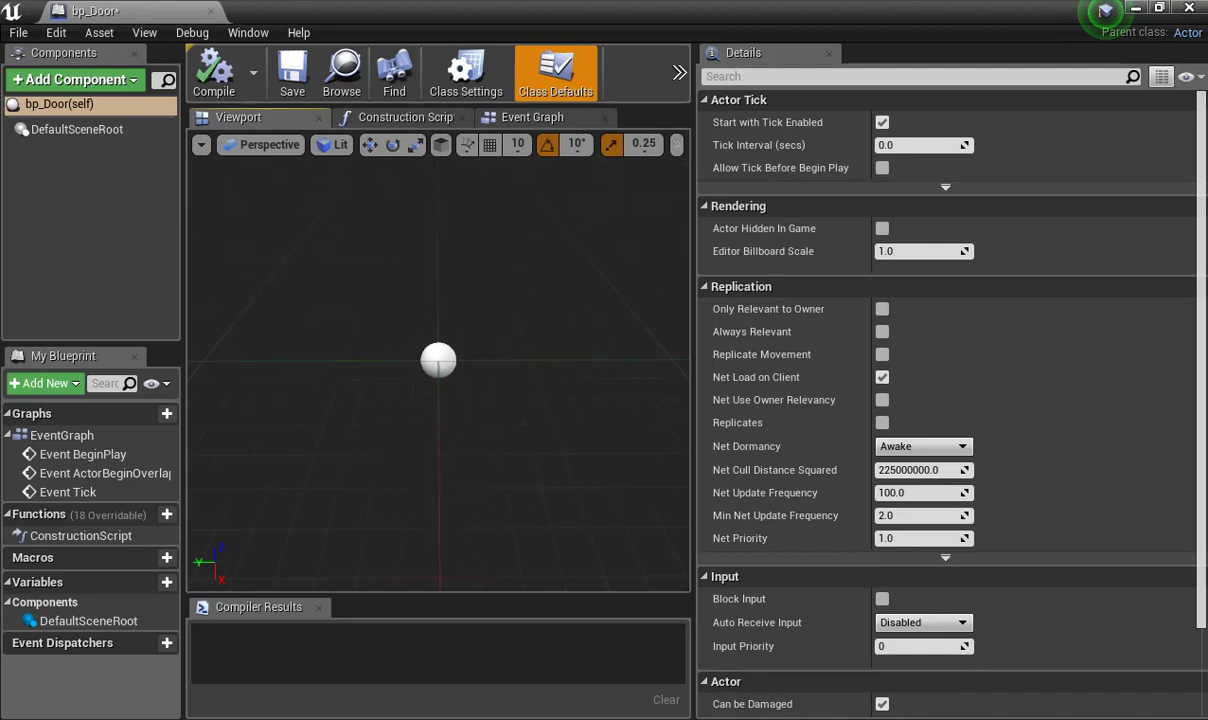 bp_Door*
File Edit Asset View Debug Window Help
Parent class: Actor
Components
Add Component
bp_Door(self)
DefaultSceneRoot
Compile
Save
Browse
Find
Class Settings
Class Defaults
Viewport
Construction Scrip
Event Graph
Perspective
Lit
10
10°
0.25
Y
Z
X
Compiler Results
Clear
My Blueprint
Add New
Searc
Graphs
EventGraph
Event BeginPlay
Event ActorBeginOverlap
Event Tick
Functions (18 Overridable)
ConstructionScript
Macros
Variables
Components
DefaultSceneRoot
Event Dispatchers
Details
Search
Actor Tick
Start with Tick Enabled
Tick Interval (secs) 0.0
Allow Tick Before Begin Play
Rendering
Actor Hidden In Game
Editor Billboard Scale 1.0
Replication
Only Relevant to Owner
Always Relevant
Replicate Movement
Net Load on Client
Net Use Owner Relevancy
Replicates
Net Dormancy Awake
Net Cull Distance Squared 225000000.0
Net Update Frequency 100.0
Min Net Update Frequency 2.0
Net Priority 1.0
Input
Block Input
Auto Receive Input Disabled
Input Priority 0
Actor
Can be Damaged